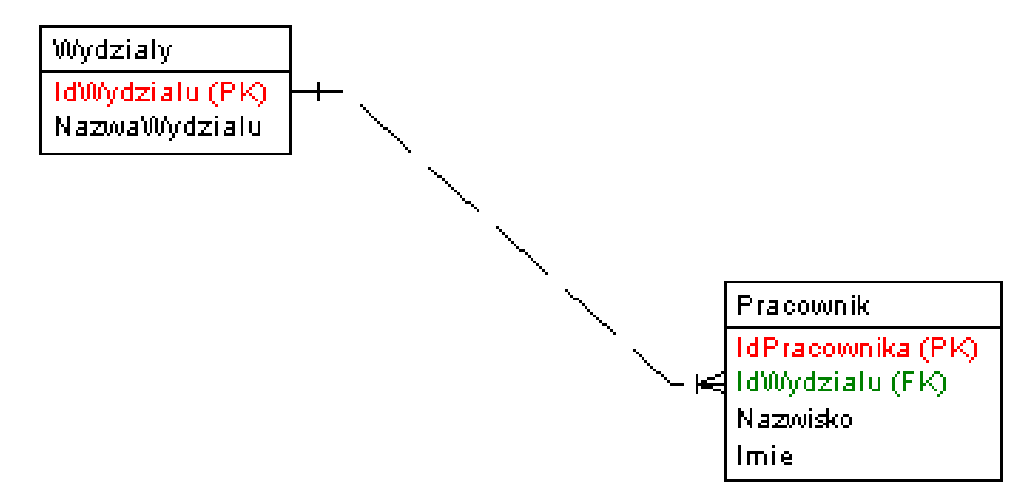 Wydzialy
IdWydzialu (PK)
NazwaWydzialu
Pracownik
IdPracownika (PK)
IdWydzialu (FK)
Nazwisko
Imie